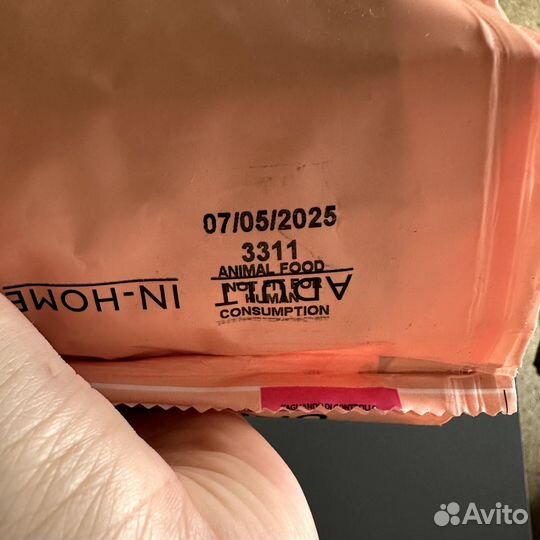 07/05/2025
3311
ANIMAL FOOD
NOT FOR
HUMAN
CONSUMPTION
ADULT
IN-HOME
Avito